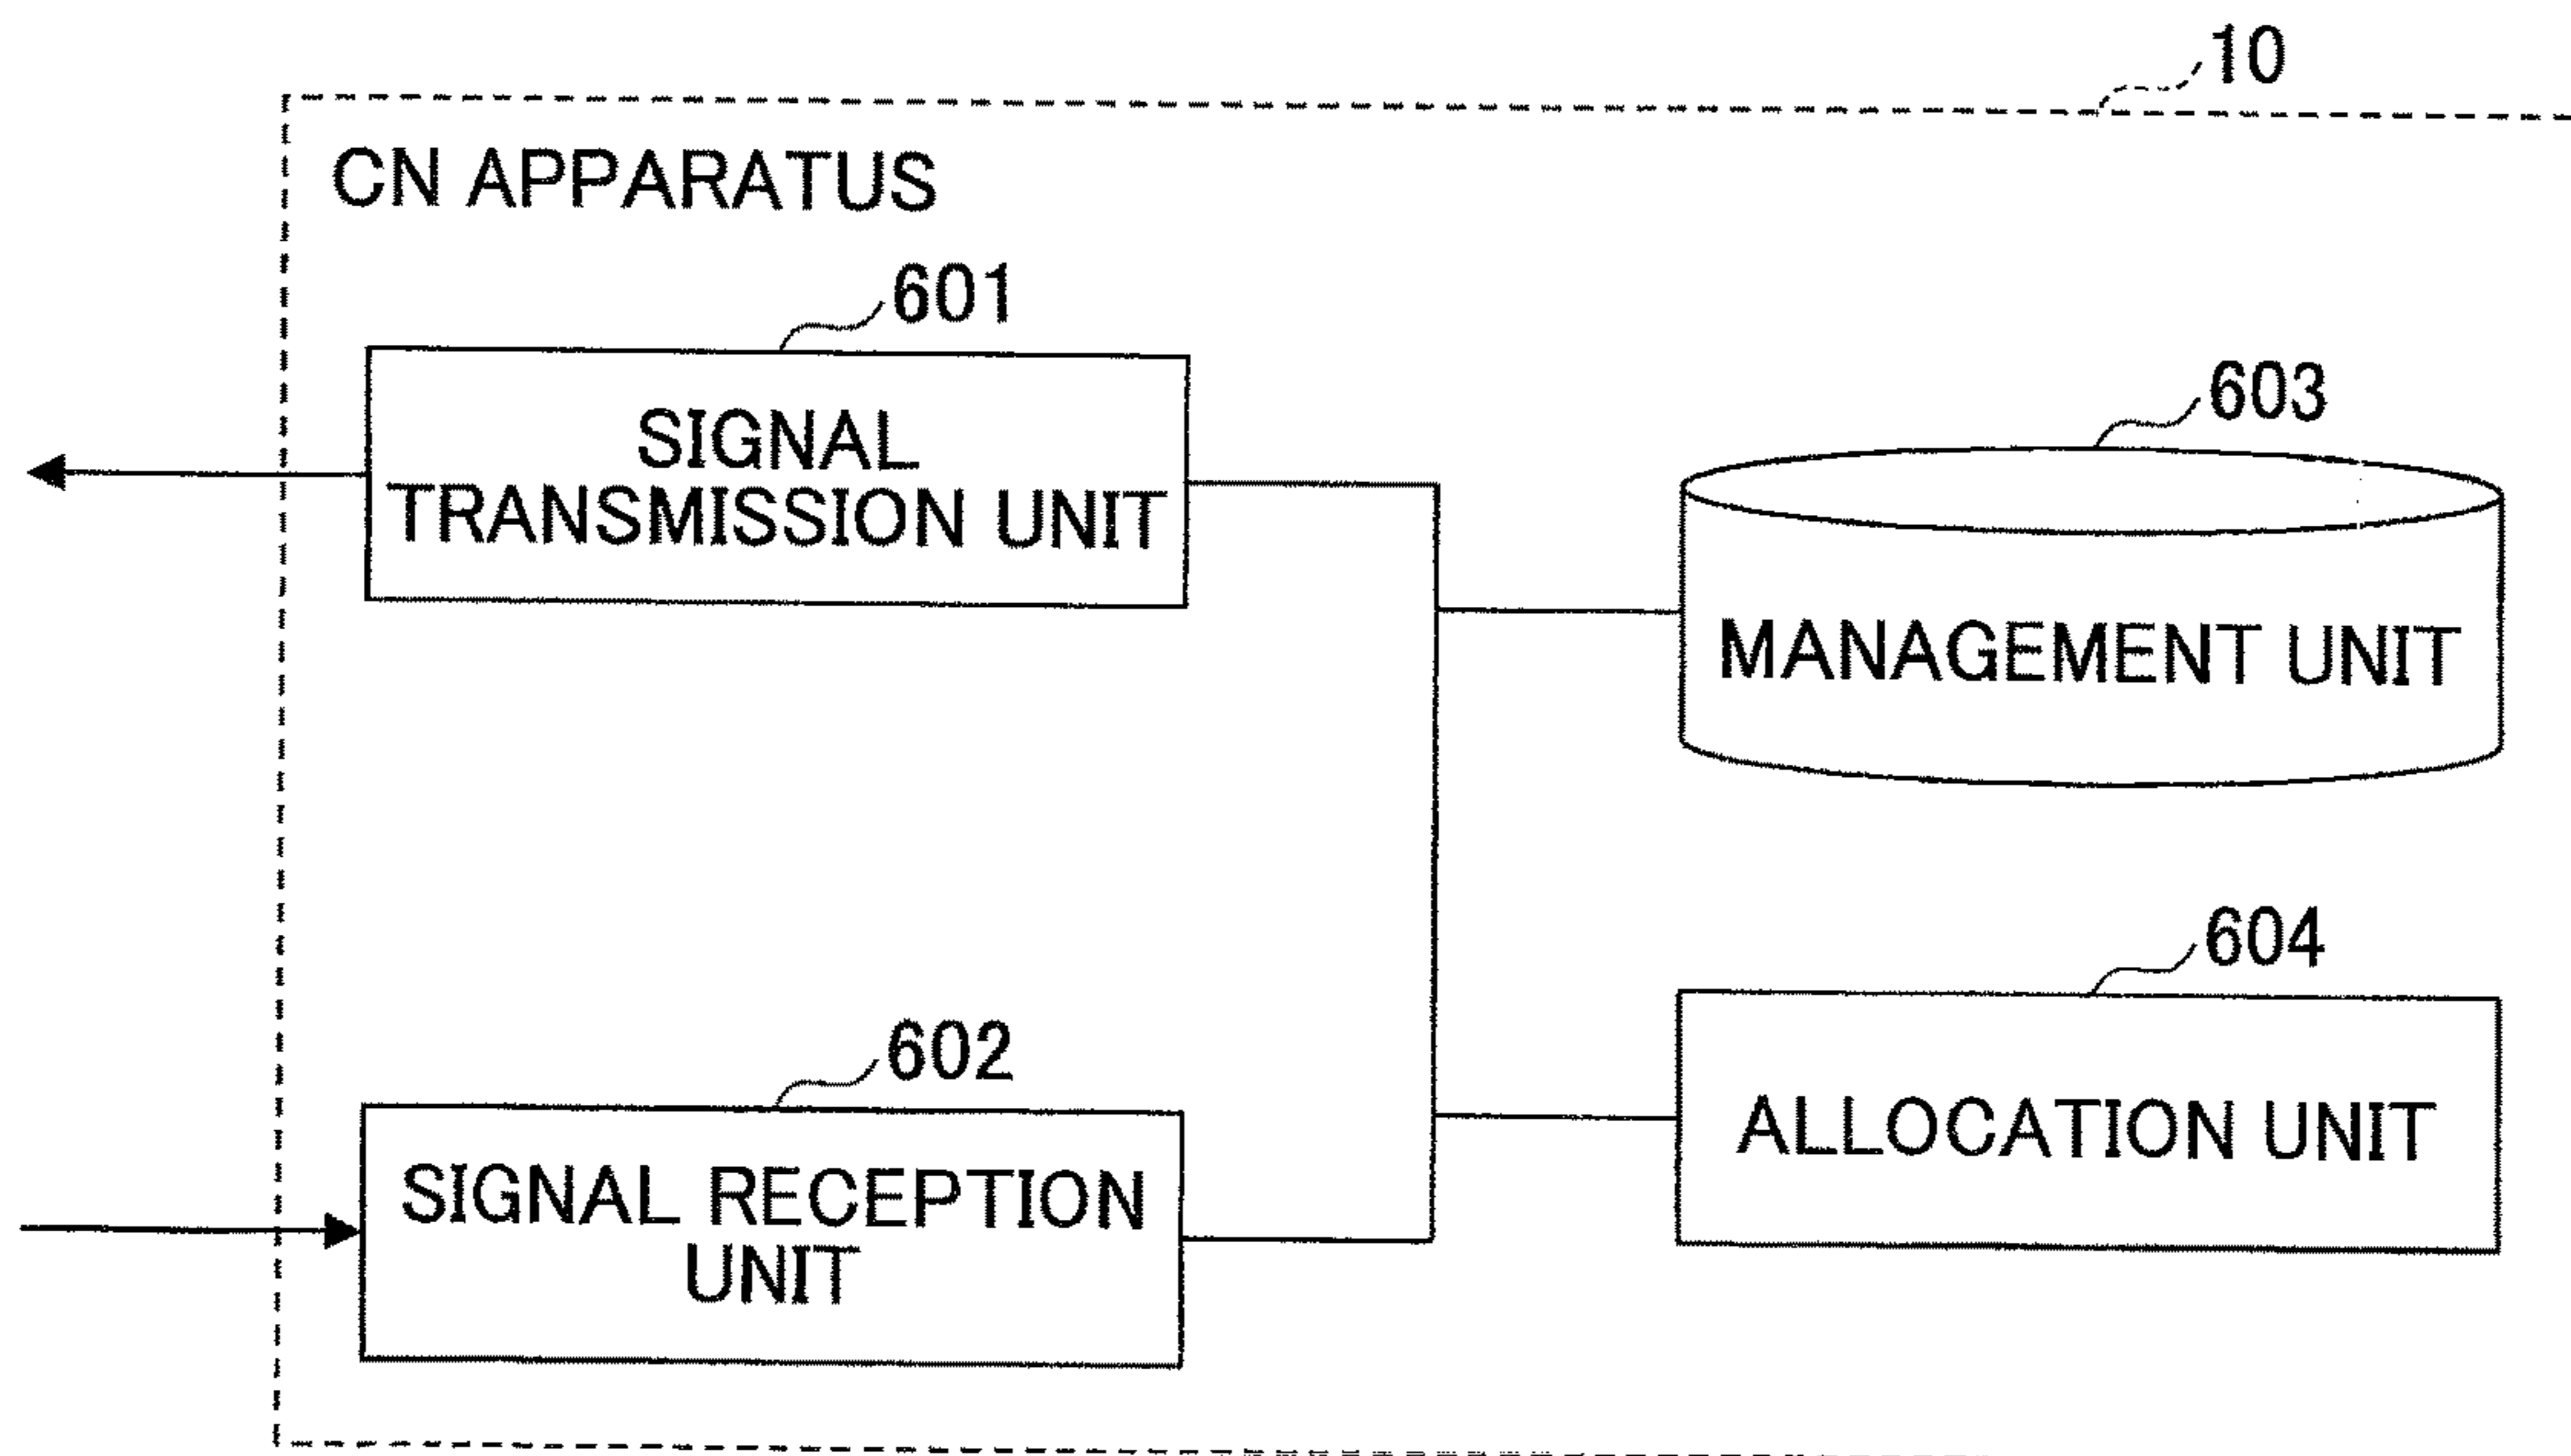 10
CN APPARATUS
601
SIGNAL
TRANSMISSION UNIT
603
MANAGEMENT UNIT
602
SIGNAL RECEPTION
UNIT
604
ALLOCATION UNIT